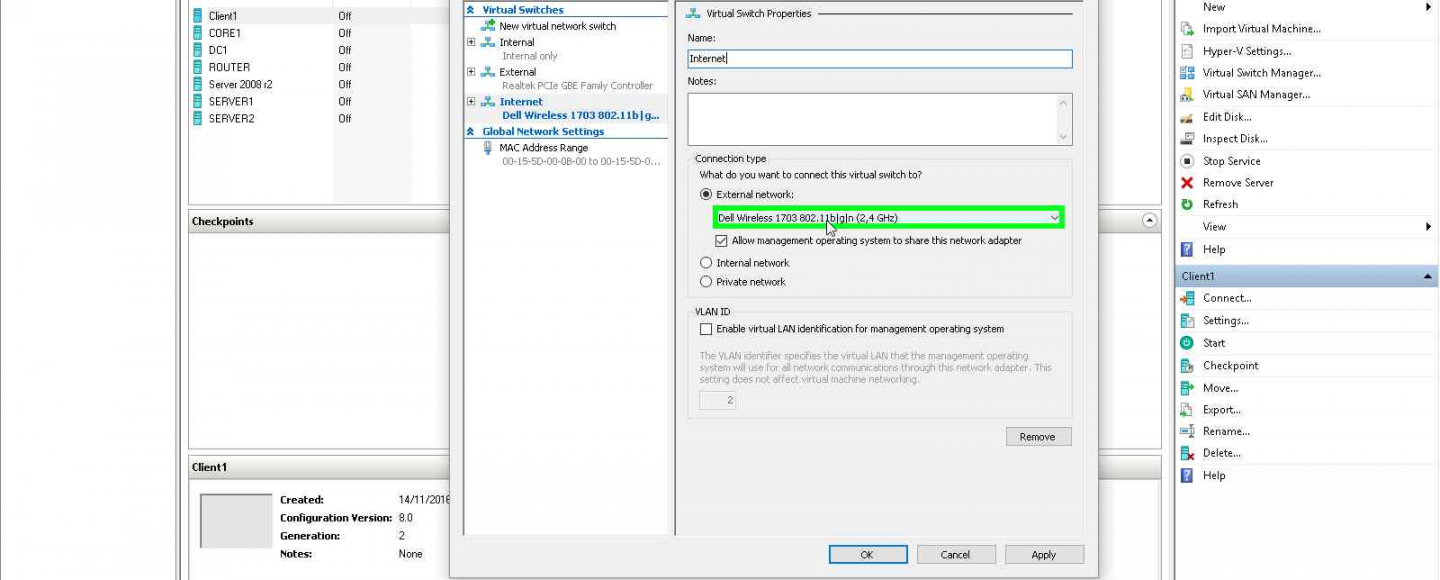 Client1 Off
CORE1 Off
DC1 Off
ROUTER Off
Server 2008 r2 Off
SERVER1 Off
SERVER2 Off
Checkpoints
Client1
Created: 14/11/2016
Configuration Version: 8.0
Generation: 2
Notes: None
Virtual Switches
New virtual network switch
Internal
Internal only
External
Realtek PCIe GBE Family Controller
Internet
Dell Wireless 1703 802.11b|g...
Global Network Settings
MAC Address Range
00-15-5D-00-0B-00 to 00-15-5D-0...
Virtual Switch Properties
Name:
Internet
Notes:
Connection type
What do you want to connect this virtual switch to?
External network:
Dell Wireless 1703 802.11b|g|n (2,4 GHz)
Allow management operating system to share this network adapter
Internal network
Private network
VLAN ID
Enable virtual LAN identification for management operating system
The VLAN identifier specifies the virtual LAN that the management operating
system will use for all network communications through this network adapter. This
setting does not affect virtual machine networking.
2
Remove
OK Cancel Apply
New
Import Virtual Machine...
Hyper-V Settings...
Virtual Switch Manager...
Virtual SAN Manager...
Edit Disk...
Inspect Disk...
Stop Service
Remove Server
Refresh
View
Help
Client1
Connect...
Settings...
Start
Checkpoint
Move...
Export...
Rename...
Delete...
Help